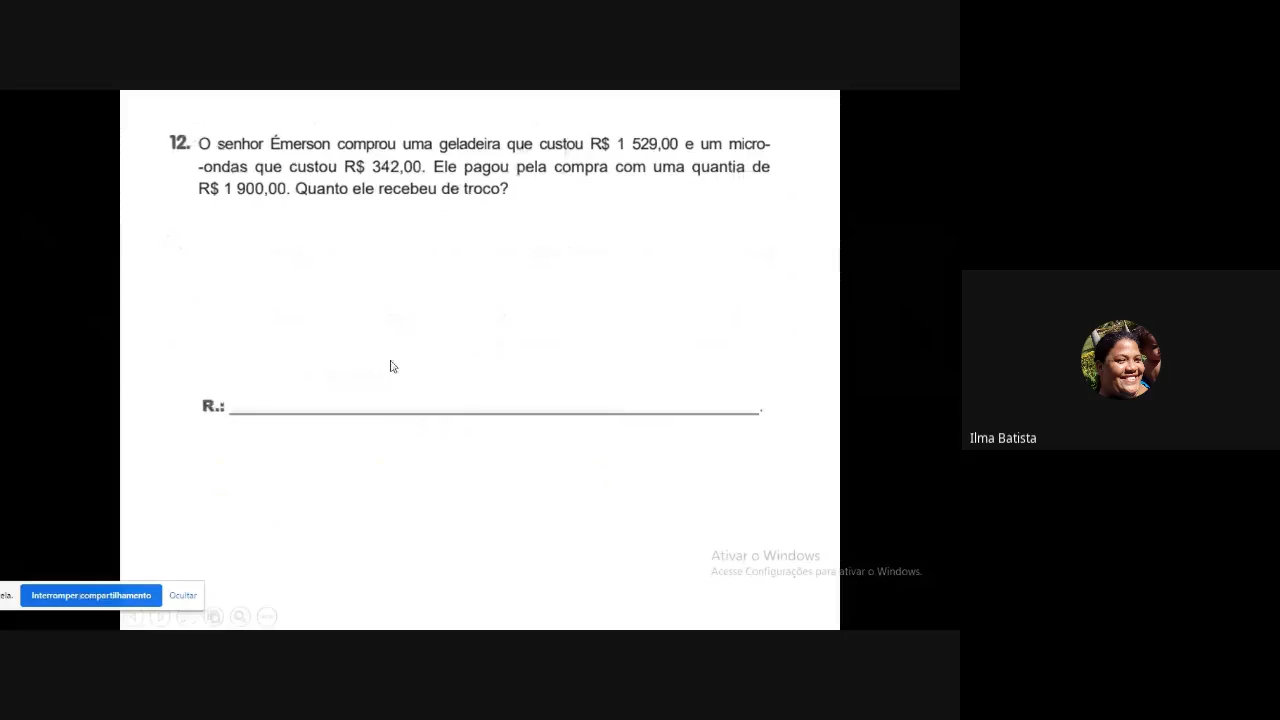 12. O senhor Émerson comprou uma geladeira que custou R$ 1 529,00 e um micro-
-ondas que custou R$ 342,00. Ele pagou pela compra com uma quantia de
R$ 1 900,00. Quanto ele recebeu de troco?
R.: ____________________.
Ilma Batista
Ativar o Windows
Acesse Configurações para ativar o Windows.
ela. Interromper compartilhamento Ocultar